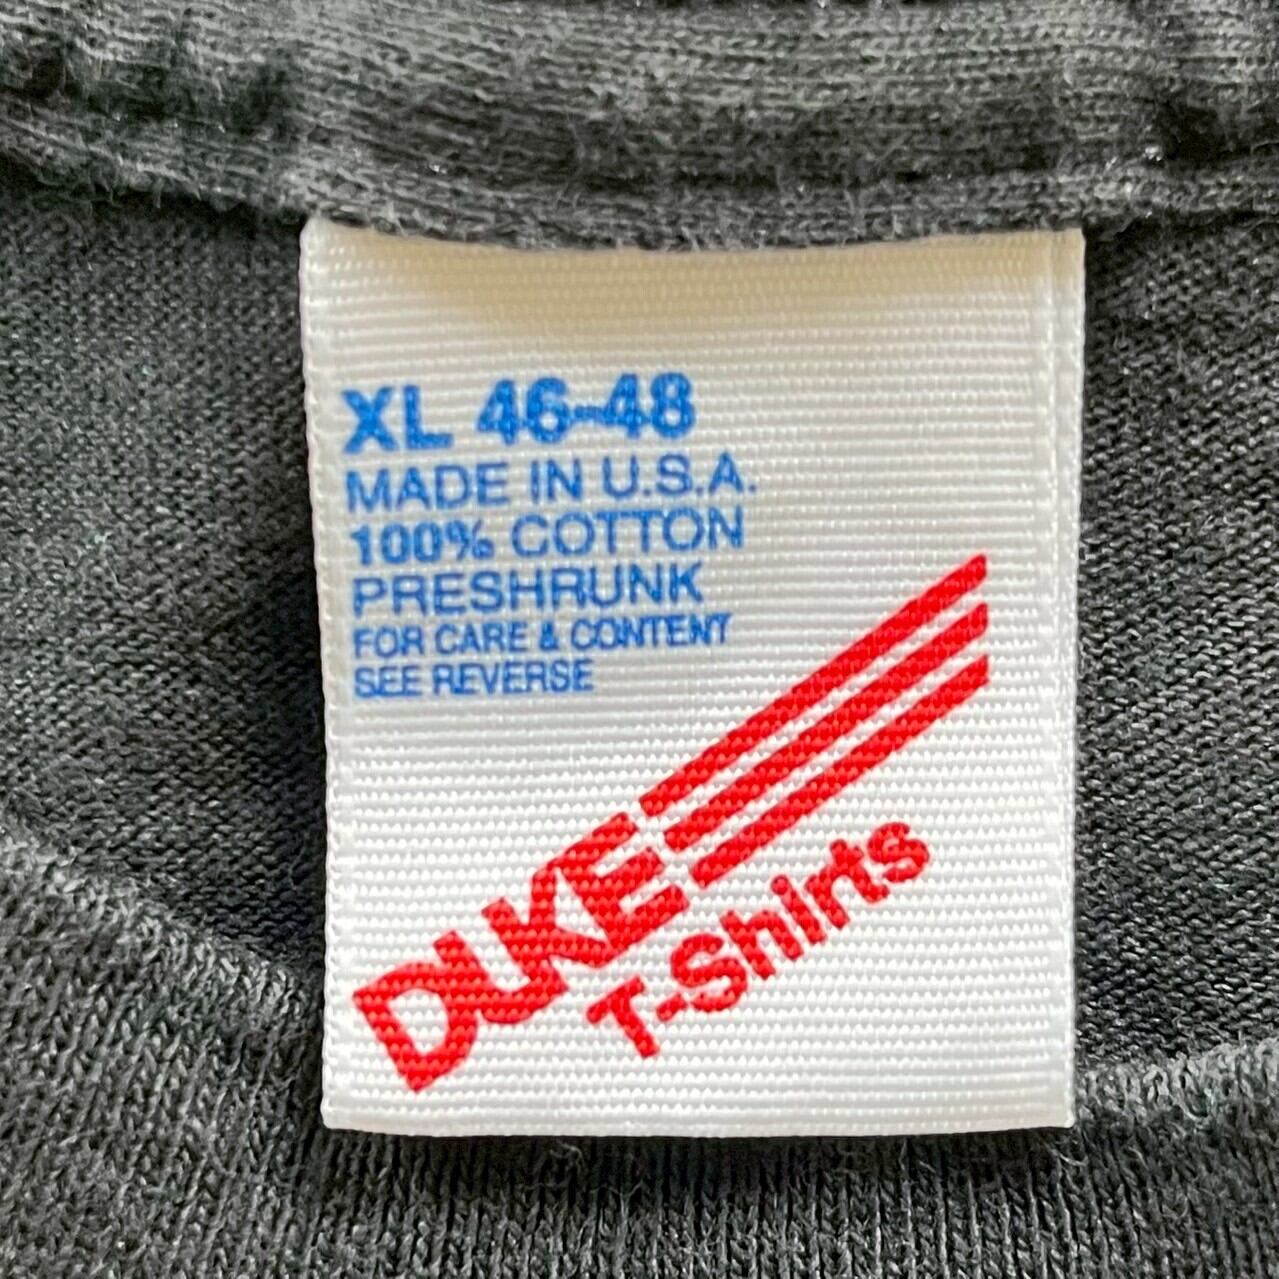 XL 46-48
MADE IN U.S.A.
100% COTTON
PRESHRUNK
FOR CARE & CONTENT
SEE REVERSE
DUKE
T-Shirts